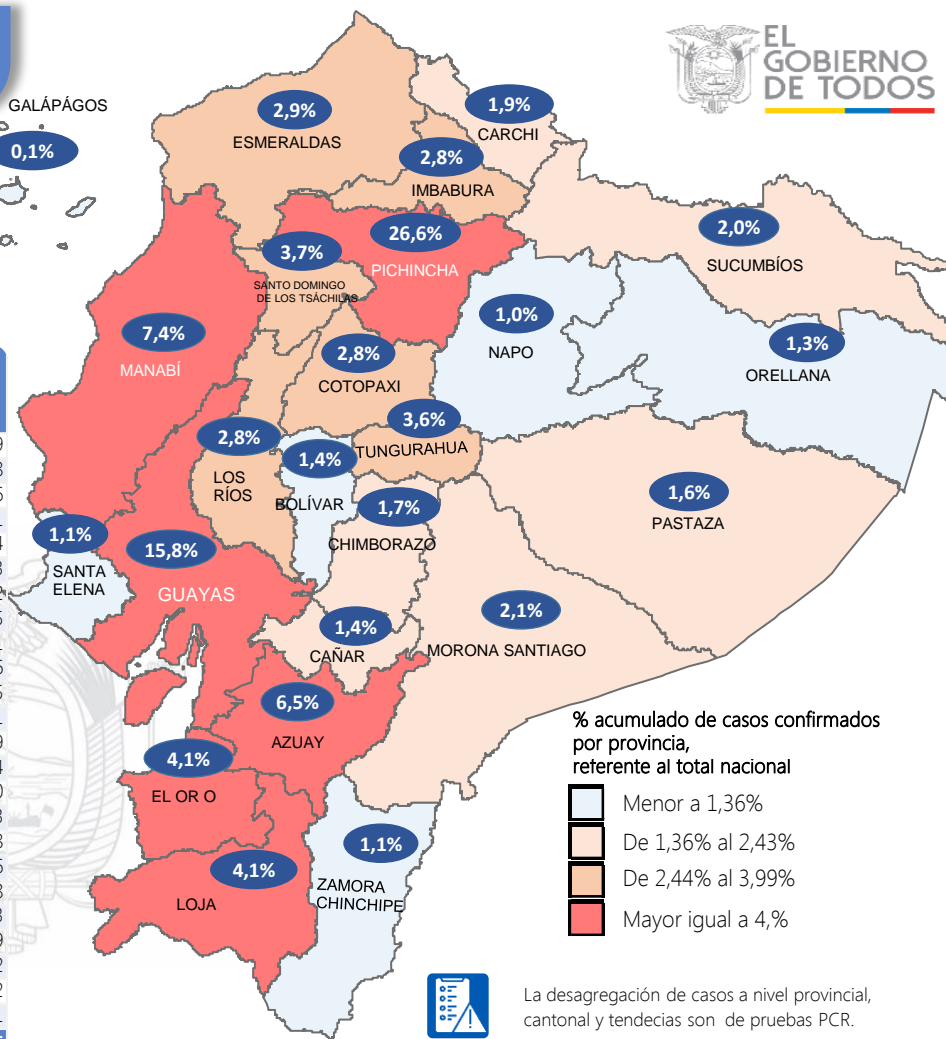 EL
GOBIERNO
DE TODOS
GALÁPÁGOS
0,1%
2,9%
ESMERALDAS
1,9%
CARCHI
2,8%
IMBABURA
26,6%
PICHINCHA
3,7%
SANTO DOMINGO
DE LOS TSÁCHILAS
2,0%
SUCUMBÍOS
7,4%
MANABÍ
1,0%
NAPO
2,8%
COTOPAXI
1,3%
ORELLANA
3,6%
TUNGURAHUA
2,8%
LOS
RÍOS
1,4%
BOLÍVAR
1,7%
CHIMBORAZO
1,6%
PASTAZA
1,1%
SANTA
ELENA
15,8%
GUAYAS
1,4%
CAÑAR
2,1%
MORONA SANTIAGO
6,5%
AZUAY
4,1%
EL OR O
4,1%
LOJA
1,1%
ZAMORA
CHINCHIPE
% acumulado de casos confirmados
por provincia,
referente al total nacional
Menor a 1,36%
De 1,36% al 2,43%
De 2,44% al 3,99%
Mayor igual a 4,%
La desagregación de casos a nivel provincial,
cantonal y tendecias son de pruebas PCR.